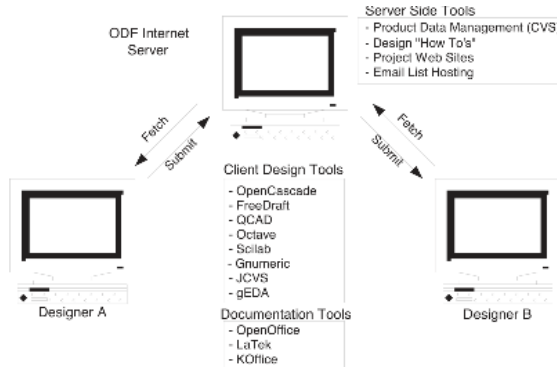 Server Side Tools
- Product Data Management (CVS
- Design "How To's"
- Project Web Sites
- Email List Hosting
ODF Internet
Server
Fetch
Submit
Fetch
Submit
Client Design Tools
- OpenCascade
- FreeDraft
- QCAD
- Octave
- Scilab
- Gnumeric
- JCVS
- gEDA
Designer A
Designer B
Documentation Tools
- OpenOffice
- LaTek
- KOffice